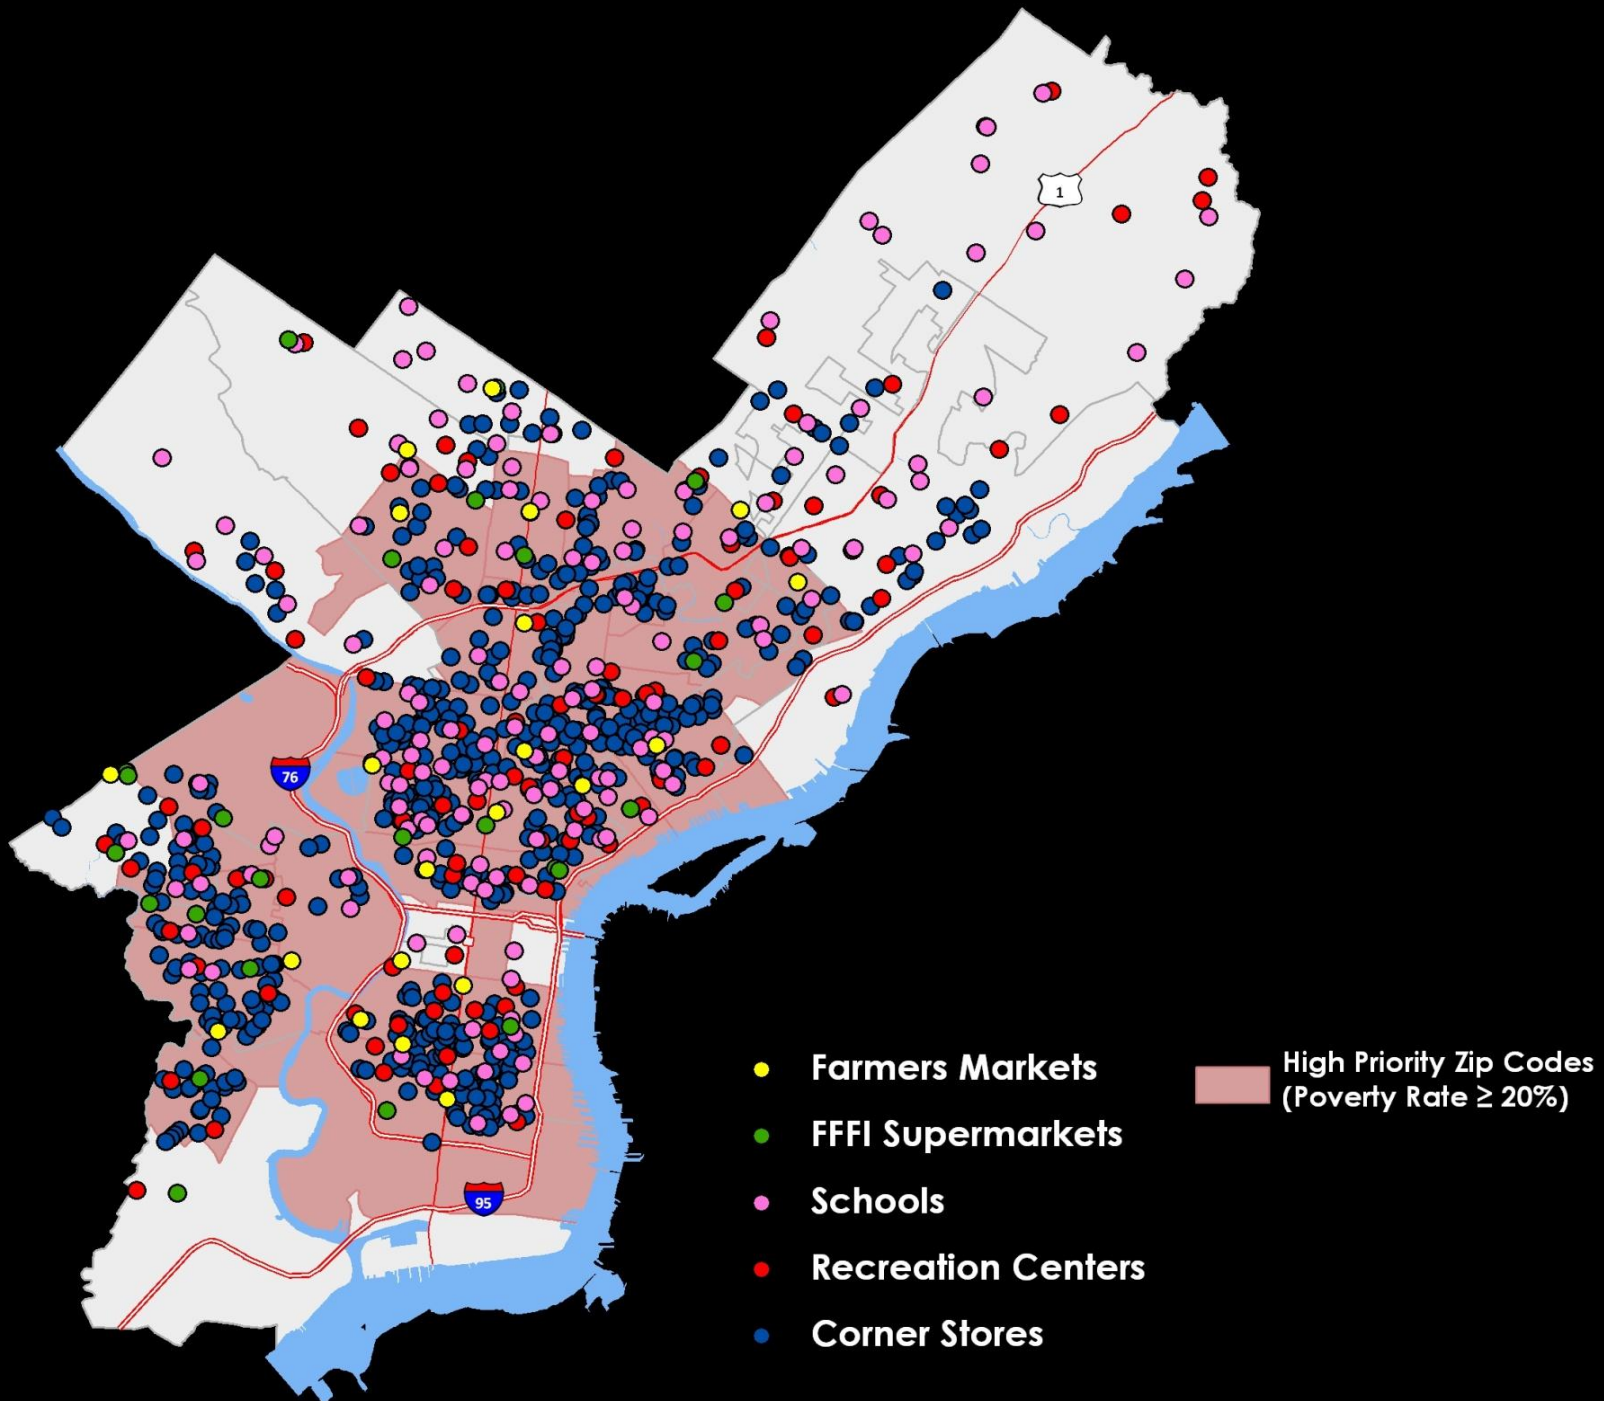 1
76
95
Farmers Markets
FFFI Supermarkets
Schools
Recreation Centers
Corner Stores
High Priority Zip Codes
(Poverty Rate ≥ 20%)